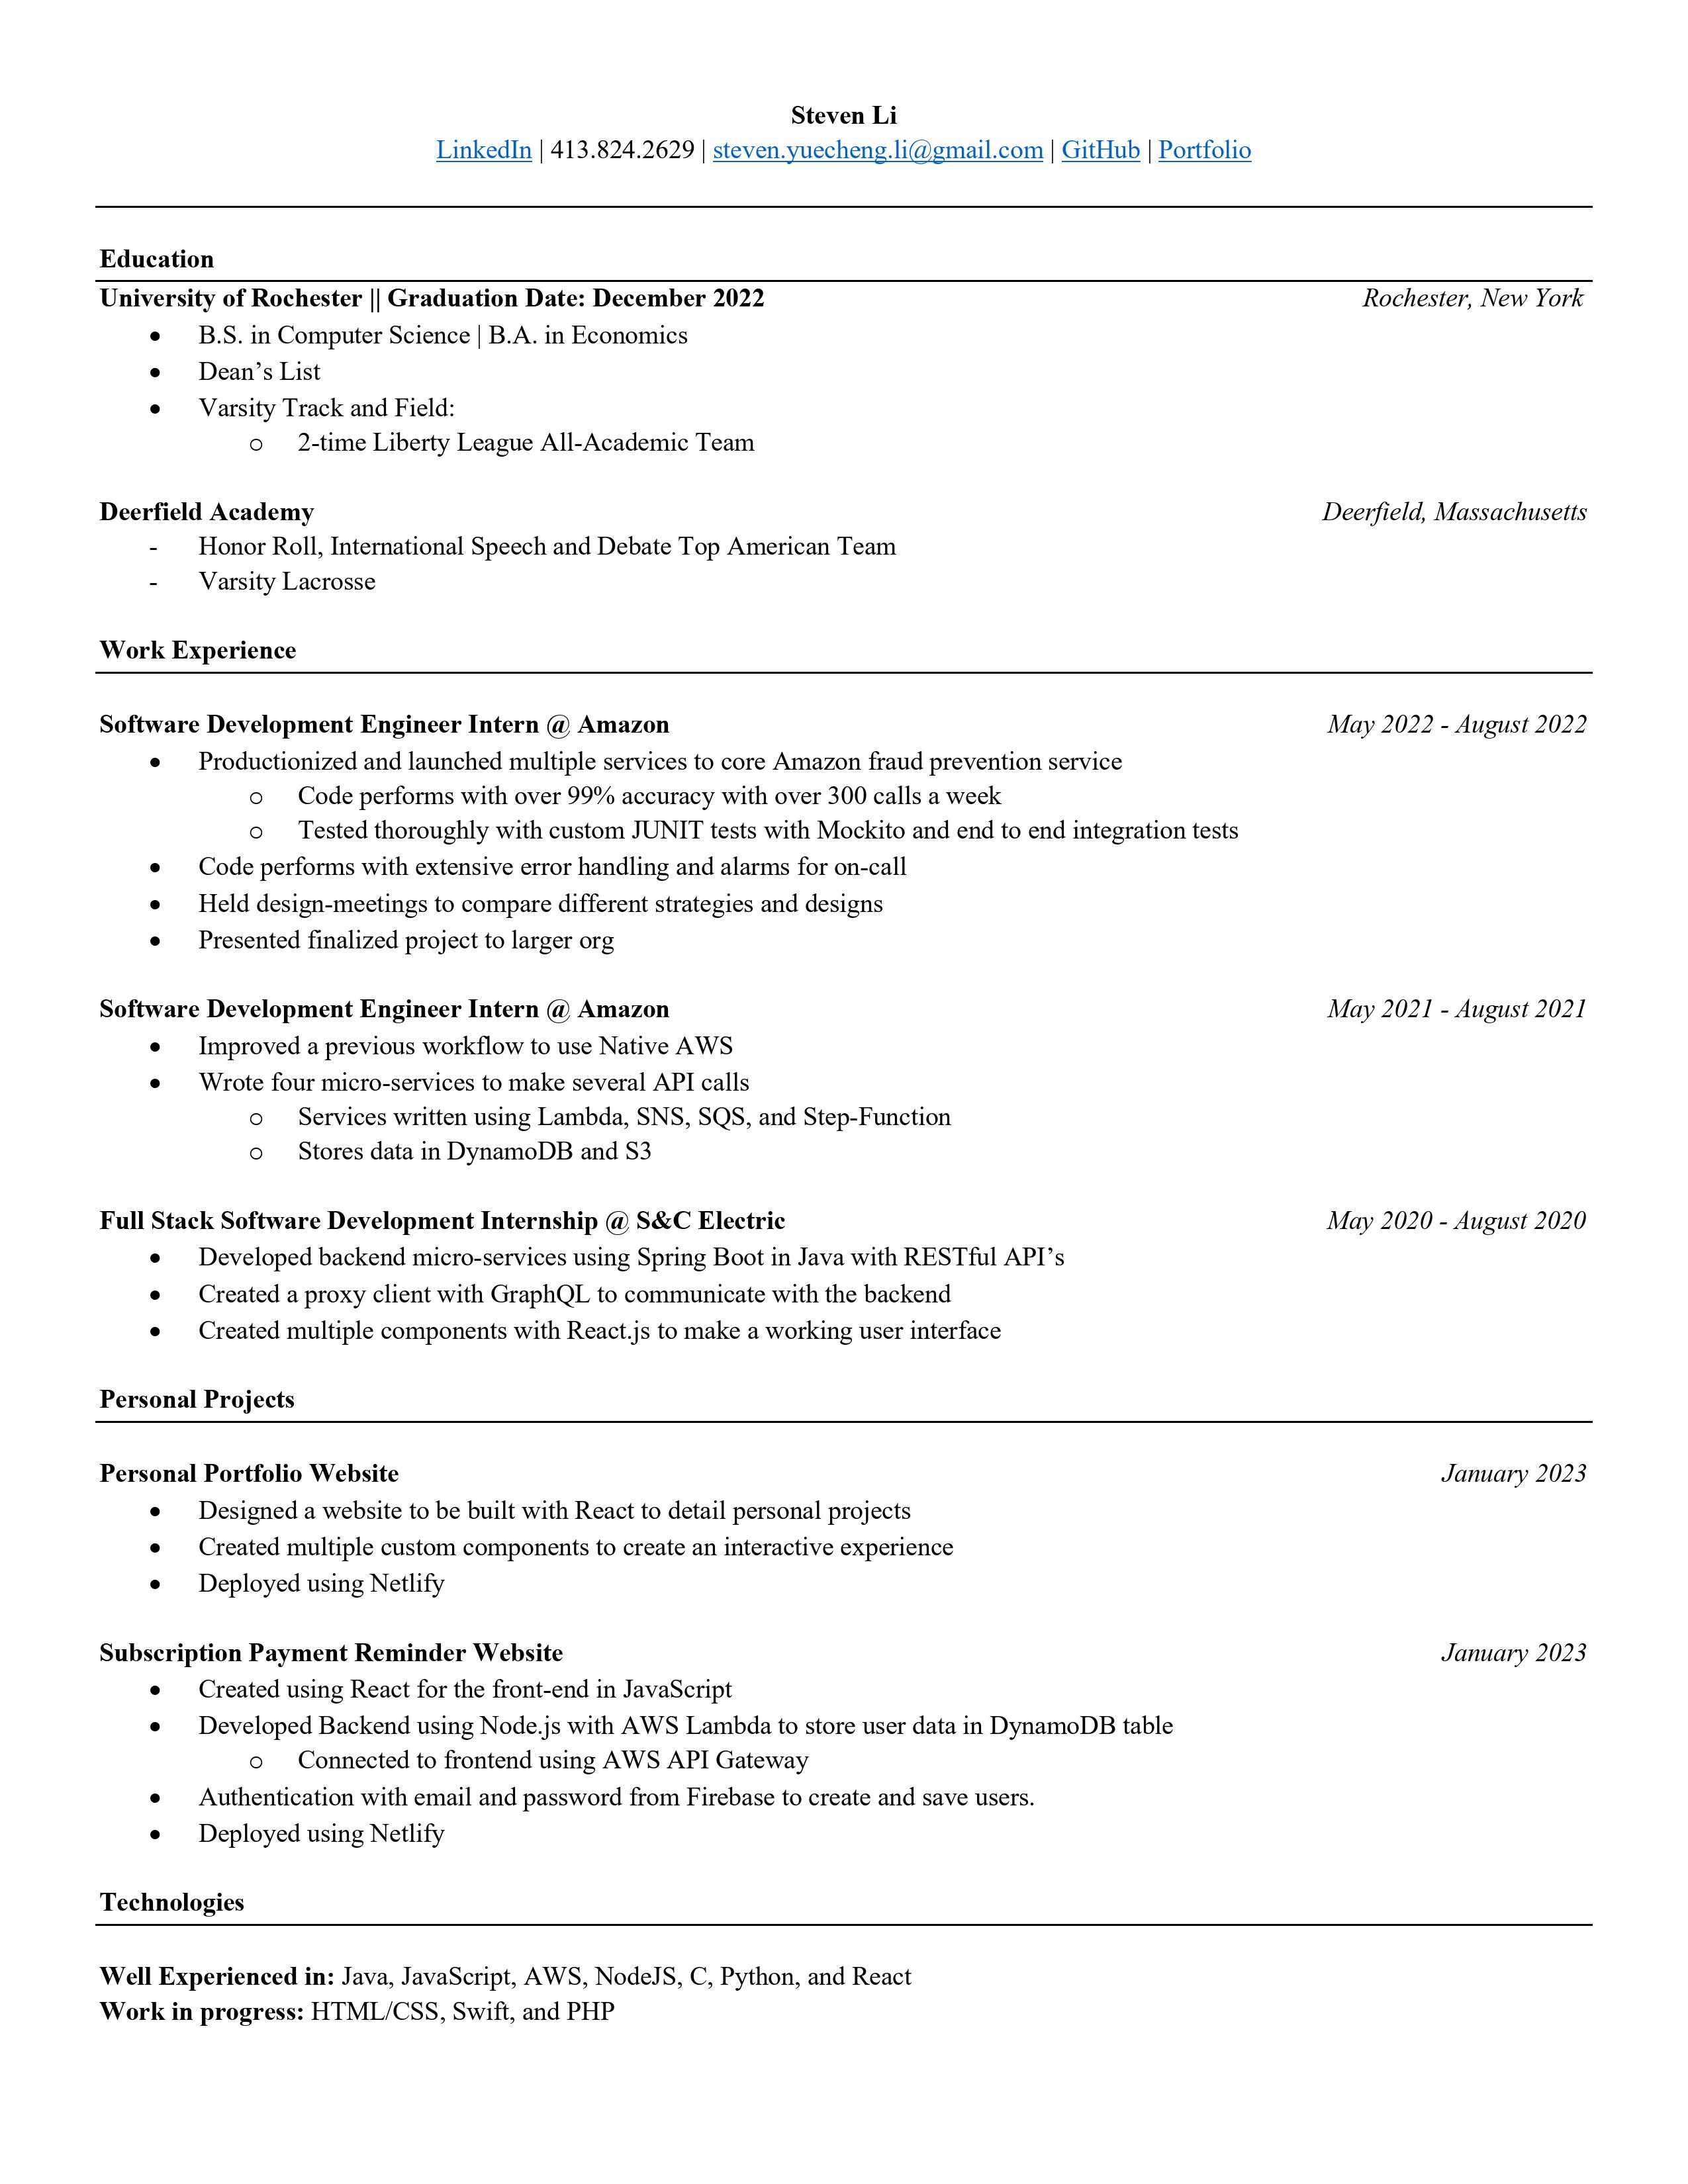 Steven Li
LinkedIn | 413.824.2629 | steven.yuecheng.li@gmail.com | GitHub | Portfolio
Education
University of Rochester || Graduation Date: December 2022 Rochester, New York
• B.S. in Computer Science | B.A. in Economics
• Dean’s List
• Varsity Track and Field:
o 2-time Liberty League All-Academic Team
Deerfield Academy Deerfield, Massachusetts
- Honor Roll, International Speech and Debate Top American Team
- Varsity Lacrosse
Work Experience
Software Development Engineer Intern @ Amazon May 2022 - August 2022
• Productionized and launched multiple services to core Amazon fraud prevention service
o Code performs with over 99% accuracy with over 300 calls a week
o Tested thoroughly with custom JUNIT tests with Mockito and end to end integration tests
• Code performs with extensive error handling and alarms for on-call
• Held design-meetings to compare different strategies and designs
• Presented finalized project to larger org
Software Development Engineer Intern @ Amazon May 2021 - August 2021
• Improved a previous workflow to use Native AWS
• Wrote four micro-services to make several API calls
o Services written using Lambda, SNS, SQS, and Step-Function
o Stores data in DynamoDB and S3
Full Stack Software Development Internship @ S&C Electric May 2020 - August 2020
• Developed backend micro-services using Spring Boot in Java with RESTful API’s
• Created a proxy client with GraphQL to communicate with the backend
• Created multiple components with React.js to make a working user interface
Personal Projects
Personal Portfolio Website January 2023
• Designed a website to be built with React to detail personal projects
• Created multiple custom components to create an interactive experience
• Deployed using Netlify
Subscription Payment Reminder Website January 2023
• Created using React for the front-end in JavaScript
• Developed Backend using Node.js with AWS Lambda to store user data in DynamoDB table
o Connected to frontend using AWS API Gateway
• Authentication with email and password from Firebase to create and save users.
• Deployed using Netlify
Technologies
Well Experienced in: Java, JavaScript, AWS, NodeJS, C, Python, and React
Work in progress: HTML/CSS, Swift, and PHP